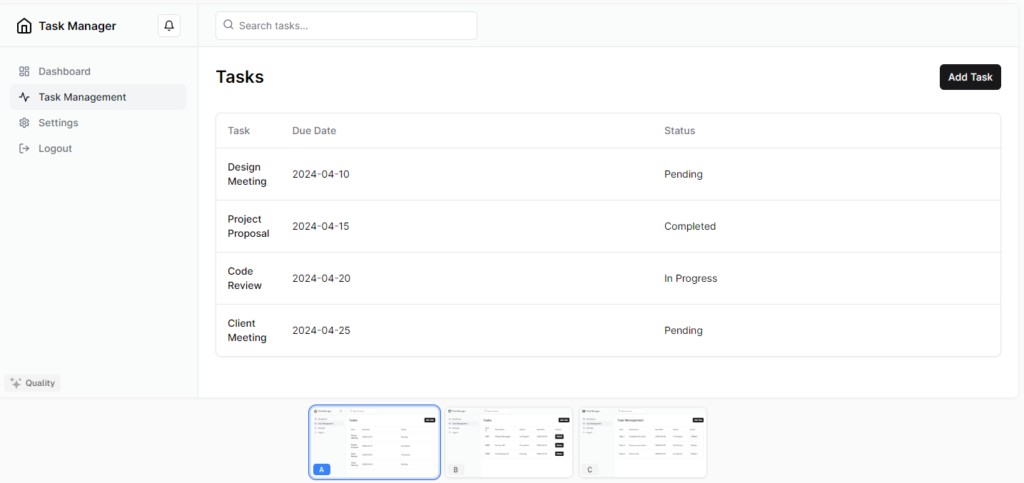 Task Manager
Search tasks...
Dashboard
Task Management
Settings
Logout
Tasks
Add Task
Task Due Date Status
Design
Meeting
2024-04-10 Pending
Project
Proposal
2024-04-15 Completed
Code
Review
2024-04-20 In Progress
Client
Meeting
2024-04-25 Pending
Quality
A
B
C